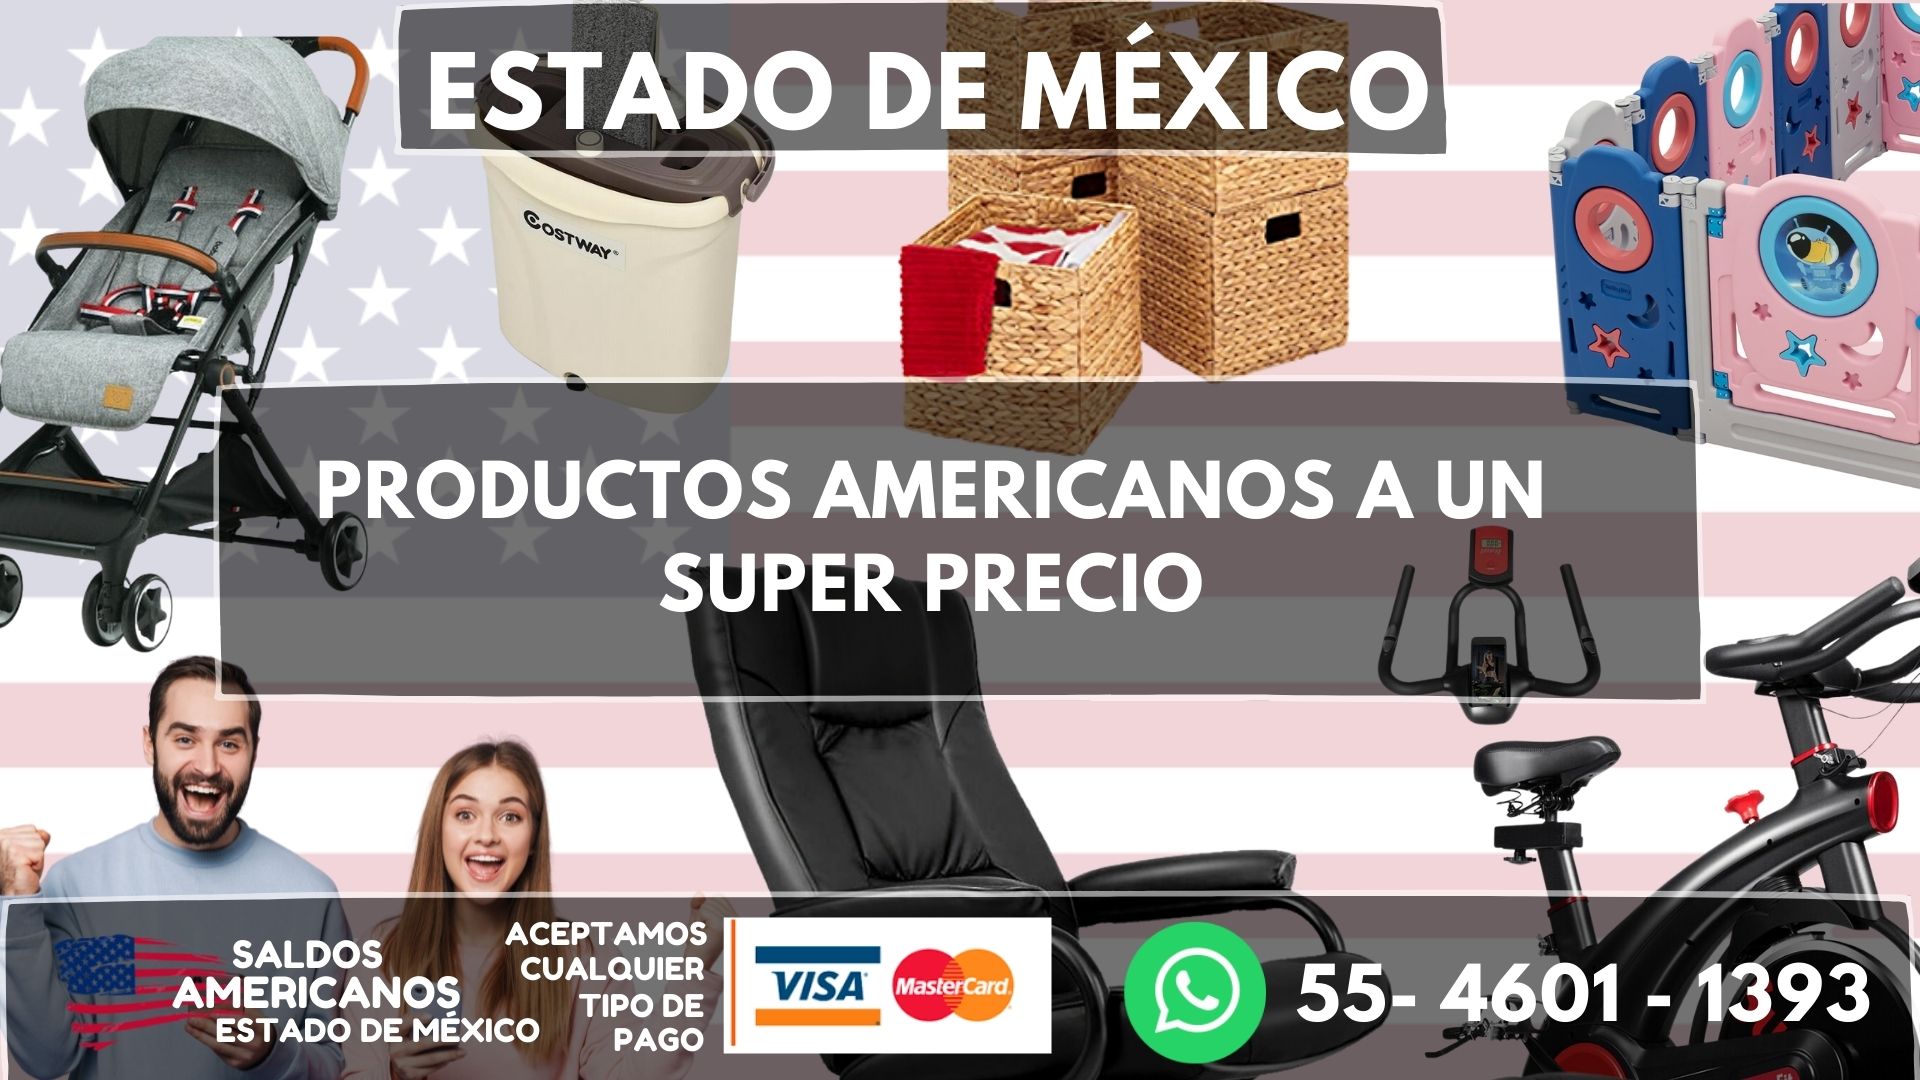 ESTADO DE MÉXICO
COSTWAY®
PRODUCTOS AMERICANOS A UN
SUPER PRECIO
SALDOS
AMERICANOS
ESTADO DE MÉXICO
ACEPTAMOS
CUALQUIER
TIPO DE
PAGO
VISA
MasterCard
55- 4601 - 1393